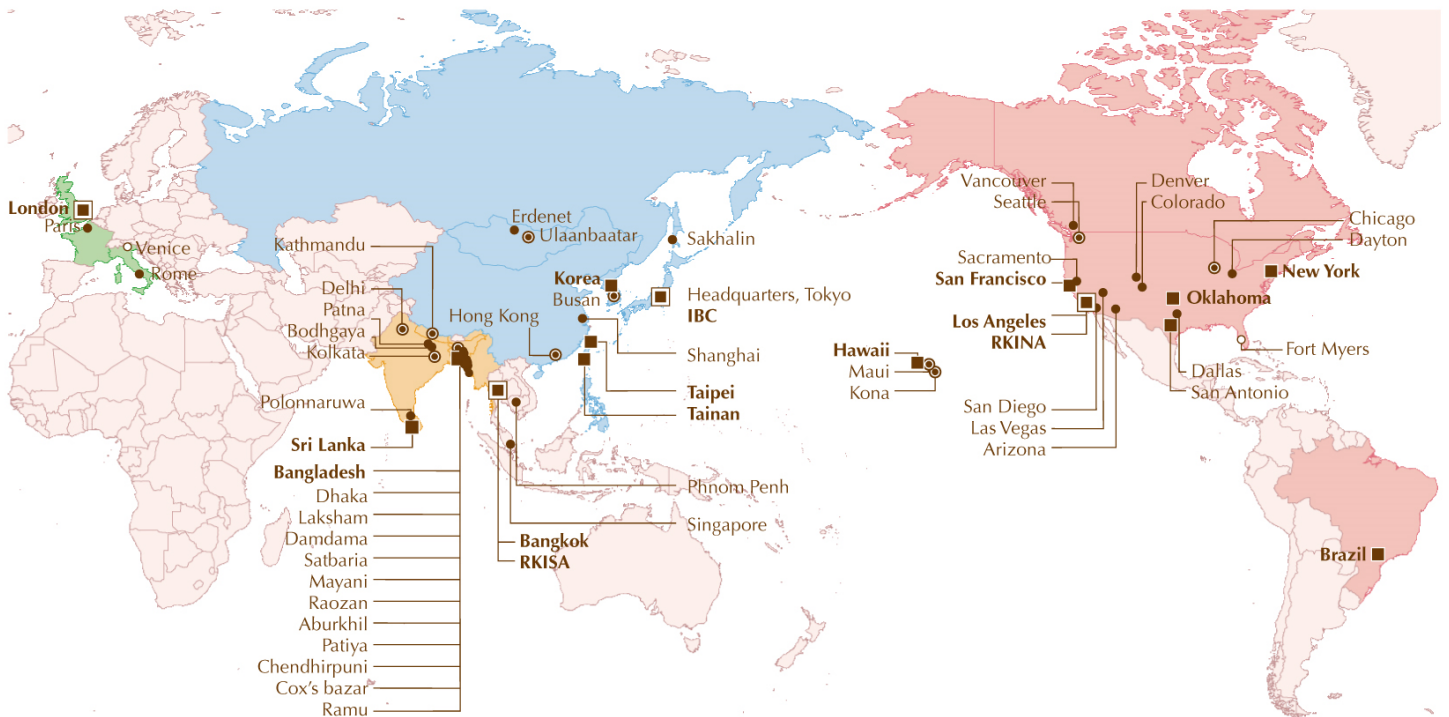 London
Paris
Venice
Rome
Erdenet
Ulaanbaatar
Kathmandu
Sakhalin
Korea
Busan
Delhi
Headquarters, Tokyo
IBC
Patna
Bodhgaya
Hong Kong
Kolkata
Shanghai
Taipei
Tainan
Polonnaruwa
Sri Lanka
Bangladesh
Dhaka
Laksham
Damdama
Satbaria
Mayani
Raozan
Aburkhil
Patiya
Chendhirpuni
Cox's bazar
Ramu
Phnom Penh
Singapore
Bangkok
RKISA
Vancouver
Seattle
Denver
Colorado
Chicago
Dayton
Sacramento
San Francisco
New York
Oklahoma
Los Angeles
RKINA
Hawaii
Maui
Kona
Fort Myers
Dallas
San Antonio
San Diego
Las Vegas
Arizona
Brazil